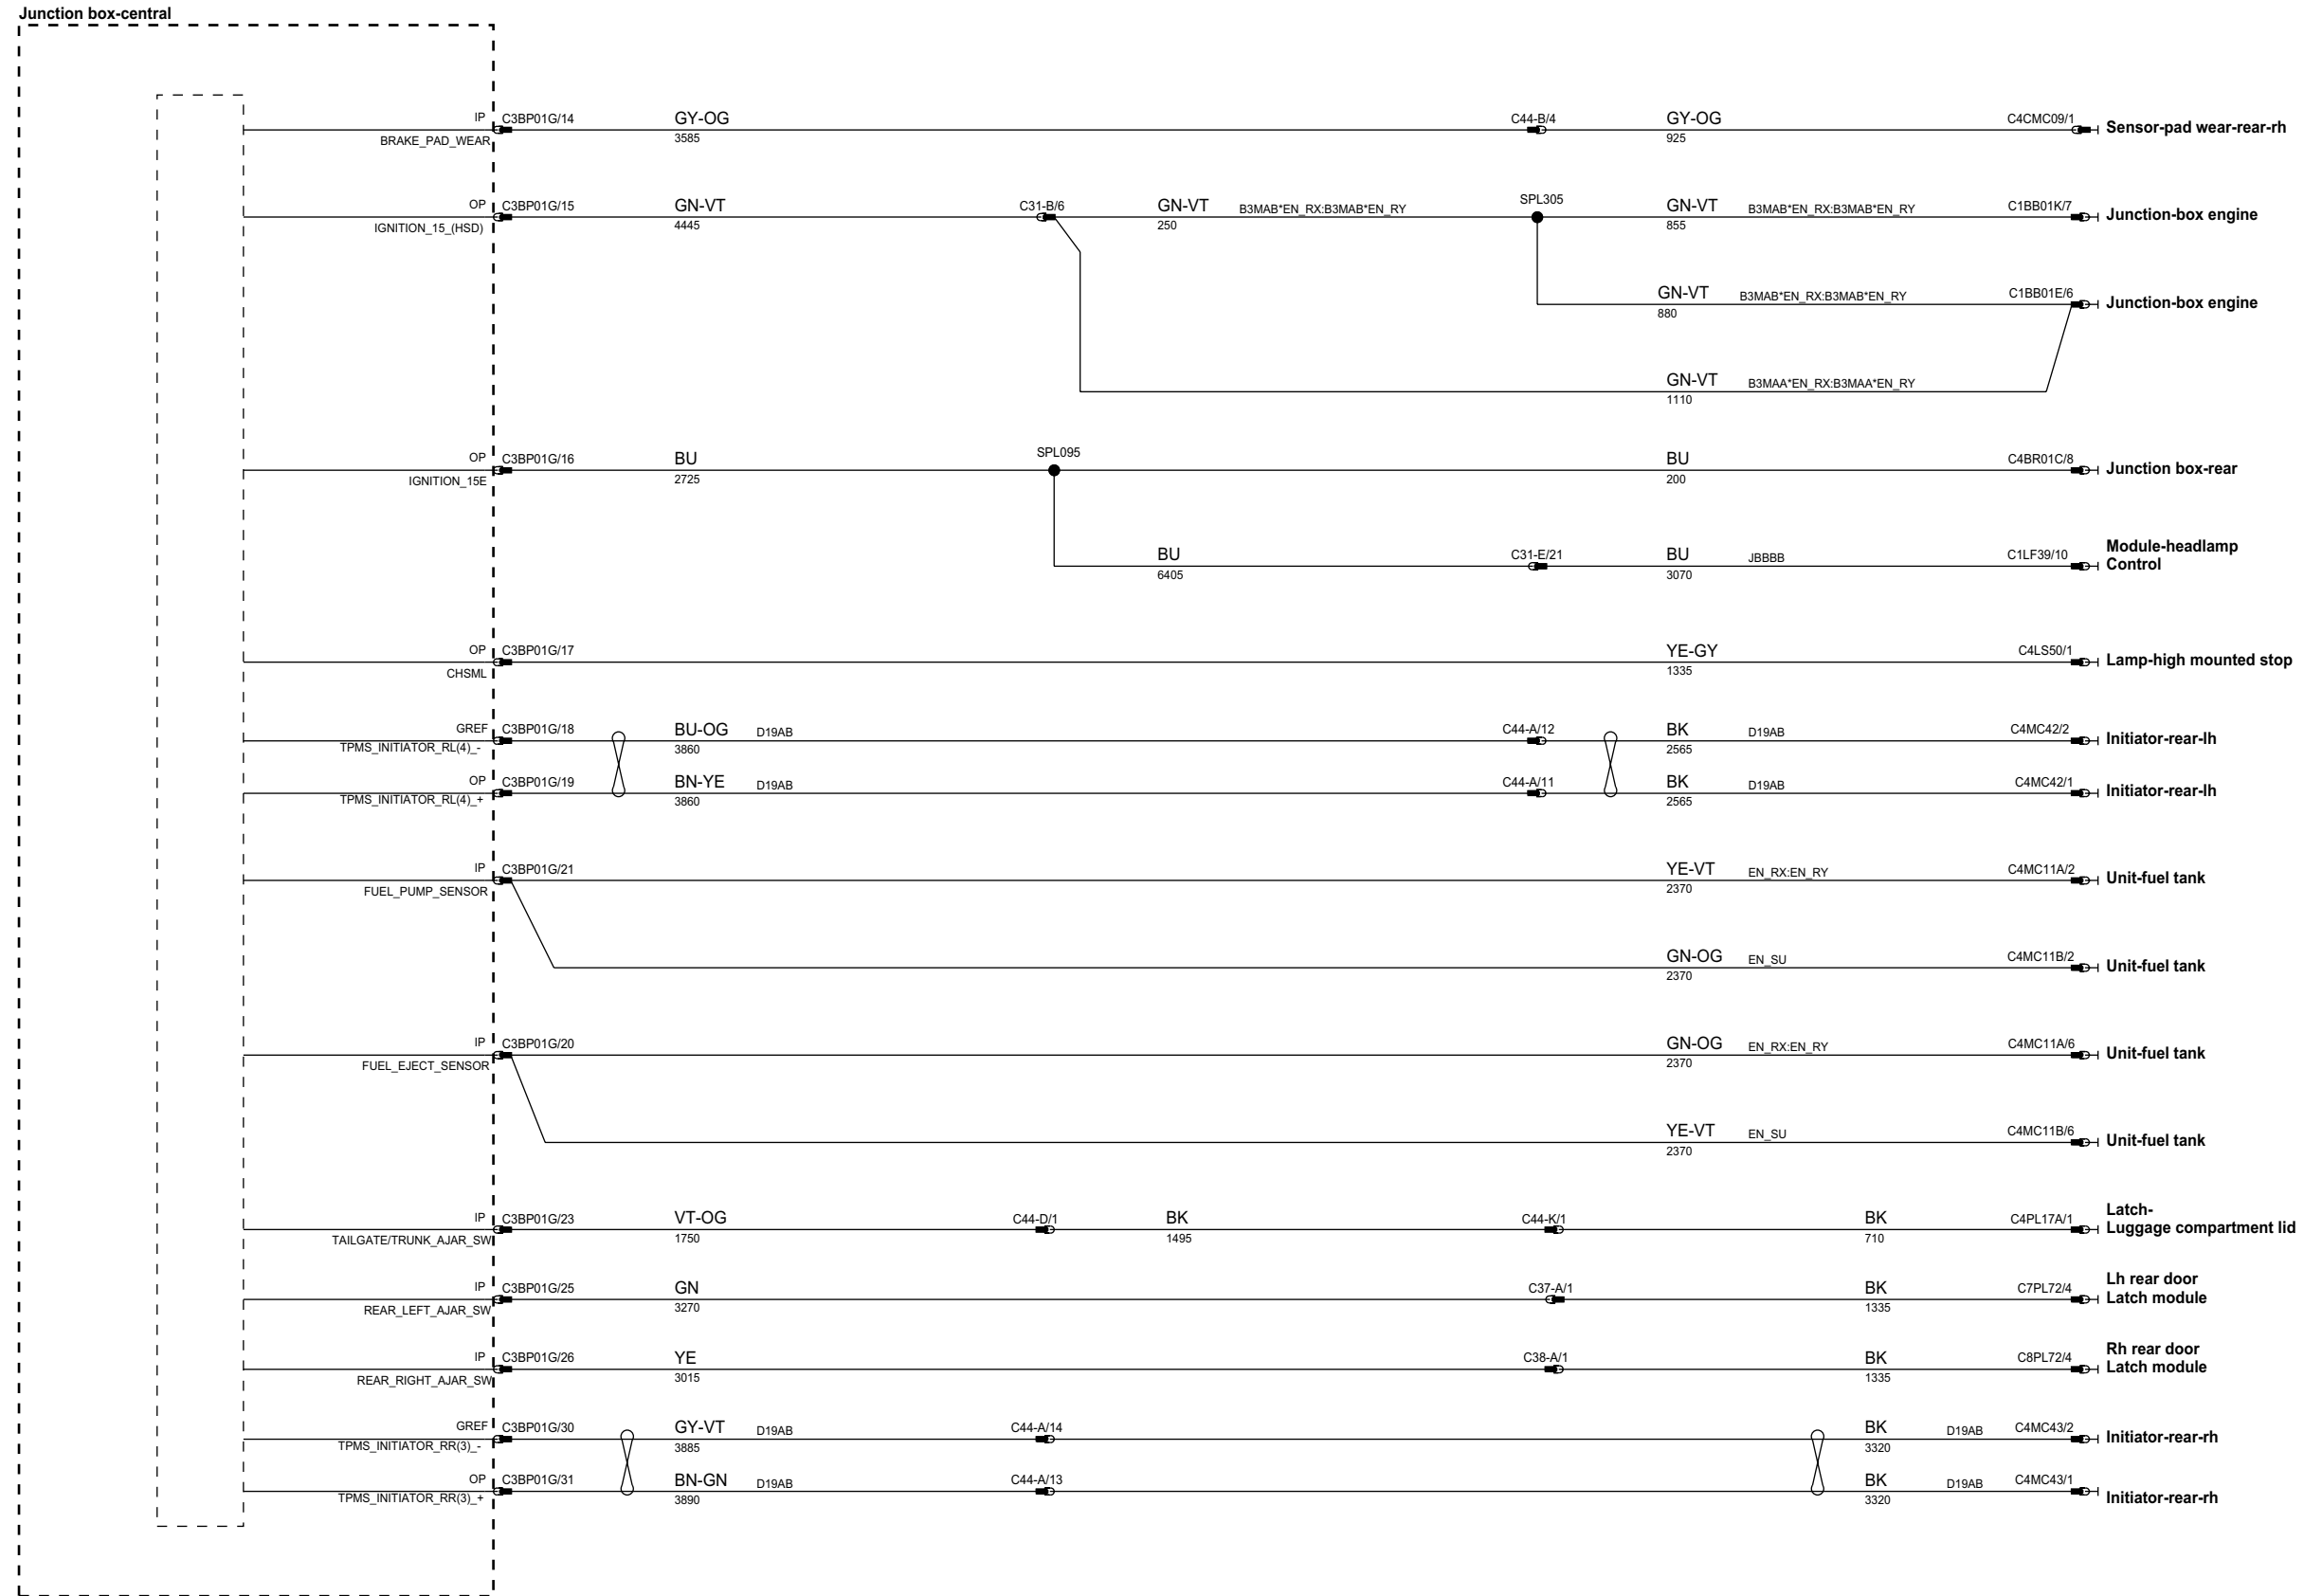 Junction box-central
IP C3BP01G/14 GY-OG C44-B/4 GY-OG C4CMC09/1 Sensor-pad wear-rear-rh
BRAKE_PAD_WEAR 3585 925
OP C3BP01G/15 GN-VT C31-B/6 GN-VT B3MAB*EN_RX:B3MAB*EN_RY SPL305 GN-VT B3MAB*EN_RX:B3MAB*EN_RY C1BB01K/7 Junction-box engine
IGNITION_15_(HSD) 4445 250 855
GN-VT B3MAB*EN_RX:B3MAB*EN_RY C1BB01E/6 Junction-box engine
880
GN-VT B3MAA*EN_RX:B3MAA*EN_RY
1110
OP C3BP01G/16 BU SPL095 BU C4BR01C/8 Junction box-rear
IGNITION_15E 2725 200
BU C31-E/21 BU JBBBB C1LF39/10 Module-headlamp
Control
6405 3070
OP C3BP01G/17 YE-GY C4LS50/1 Lamp-high mounted stop
CHSML 1335
GREF C3BP01G/18 BU-OG D19AB C44-A/12 BK D19AB C4MC42/2 Initiator-rear-lh
TPMS_INITIATOR_RL(4)_- 3860 2565
OP C3BP01G/19 BN-YE D19AB C44-A/11 BK D19AB C4MC42/1 Initiator-rear-lh
TPMS_INITIATOR_RL(4)_+ 3860 2565
IP C3BP01G/21 YE-VT EN_RX:EN_RY C4MC11A/2 Unit-fuel tank
FUEL_PUMP_SENSOR 2370
GN-OG EN_SU C4MC11B/2 Unit-fuel tank
2370
IP C3BP01G/20 GN-OG EN_RX:EN_RY C4MC11A/6 Unit-fuel tank
FUEL_EJECT_SENSOR 2370
YE-VT EN_SU C4MC11B/6 Unit-fuel tank
2370
IP C3BP01G/23 VT-OG C44-D/1 BK C44-K/1 BK C4PL17A/1 Latch-
Luggage compartment lid
TAILGATE/TRUNK_AJAR_SW 1750 1495 710
IP C3BP01G/25 GN C37-A/1 BK C7PL72/4 Lh rear door
Latch module
REAR_LEFT_AJAR_SW 3270 1335
IP C3BP01G/26 YE C38-A/1 BK C8PL72/4 Rh rear door
Latch module
REAR_RIGHT_AJAR_SW 3015 1335
GREF C3BP01G/30 GY-VT D19AB C44-A/14 BK D19AB C4MC43/2 Initiator-rear-rh
TPMS_INITIATOR_RR(3)_- 3885 3320
OP C3BP01G/31 BN-GN D19AB C44-A/13 BK D19AB C4MC43/1 Initiator-rear-rh
TPMS_INITIATOR_RR(3)_+ 3890 3320